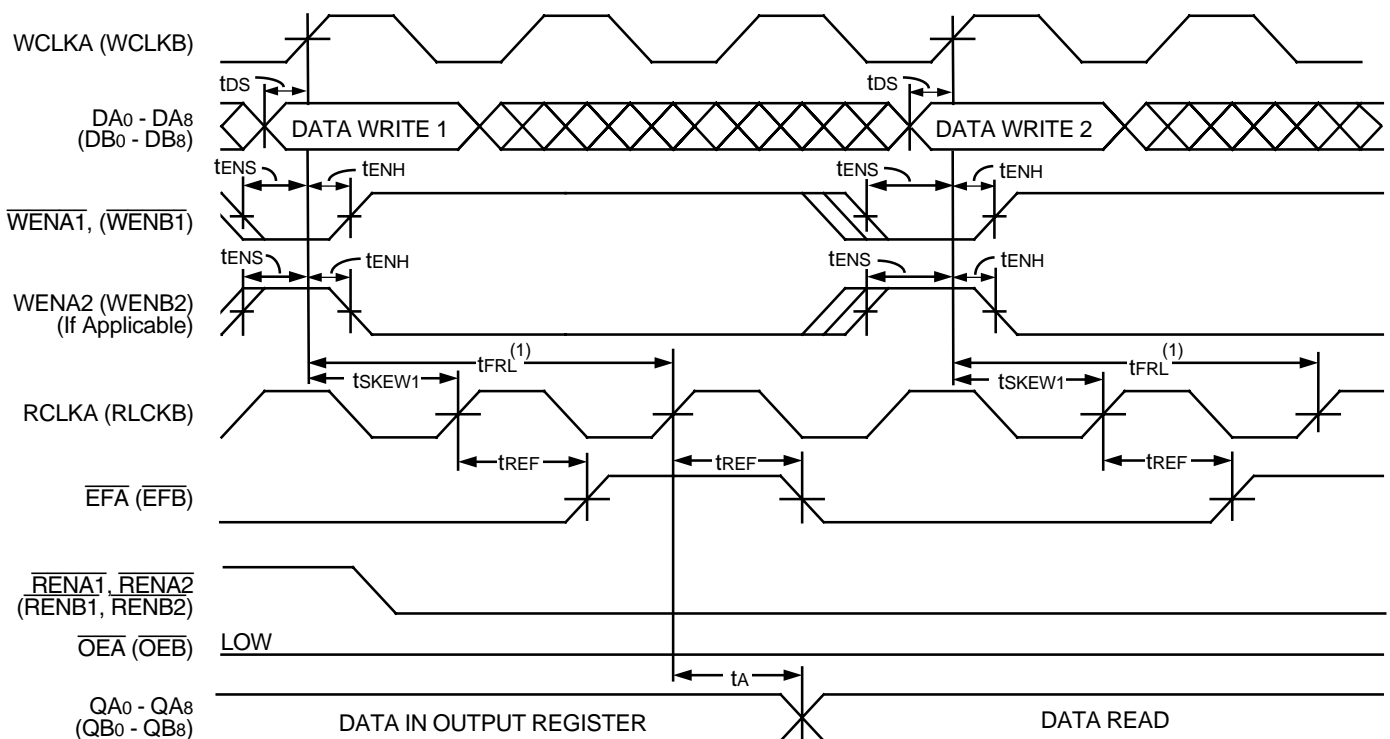 WCLKA (WCLKB)
tDS
tDS
DA0 - DA8
(DB0 - DB8)
DATA WRITE 1
DATA WRITE 2
tENS
tENH
tENS
tENH
WENA1, (WENB1)
tENS
tENH
tENS
tENH
WENA2 (WENB2)
(If Applicable)
tFRL(1)
tFRL(1)
tSKEW1
tSKEW1
RCLKA (RLCKB)
tREF
tREF
tREF
EFA (EFB)
RENA1, RENA2
(RENB1, RENB2)
OEA (OEB)
LOW
tA
QA0 - QA8
(QB0 - QB8)
DATA IN OUTPUT REGISTER
DATA READ